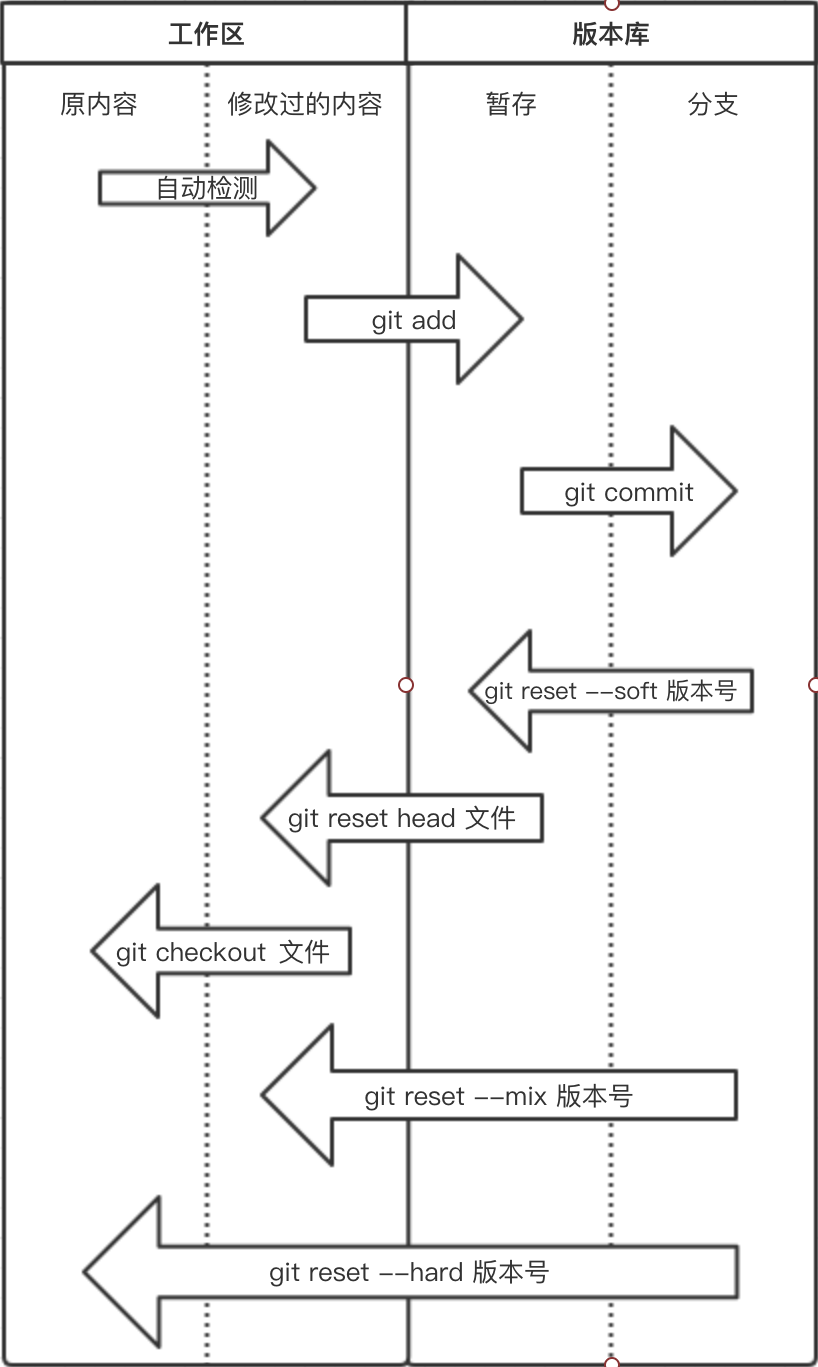 工作区
版本库
原内容
修改过的内容
暂存
分支
自动检测
git add
git commit
git reset --soft 版本号
git reset head 文件
git checkout 文件
git reset --mix 版本号
git reset --hard 版本号